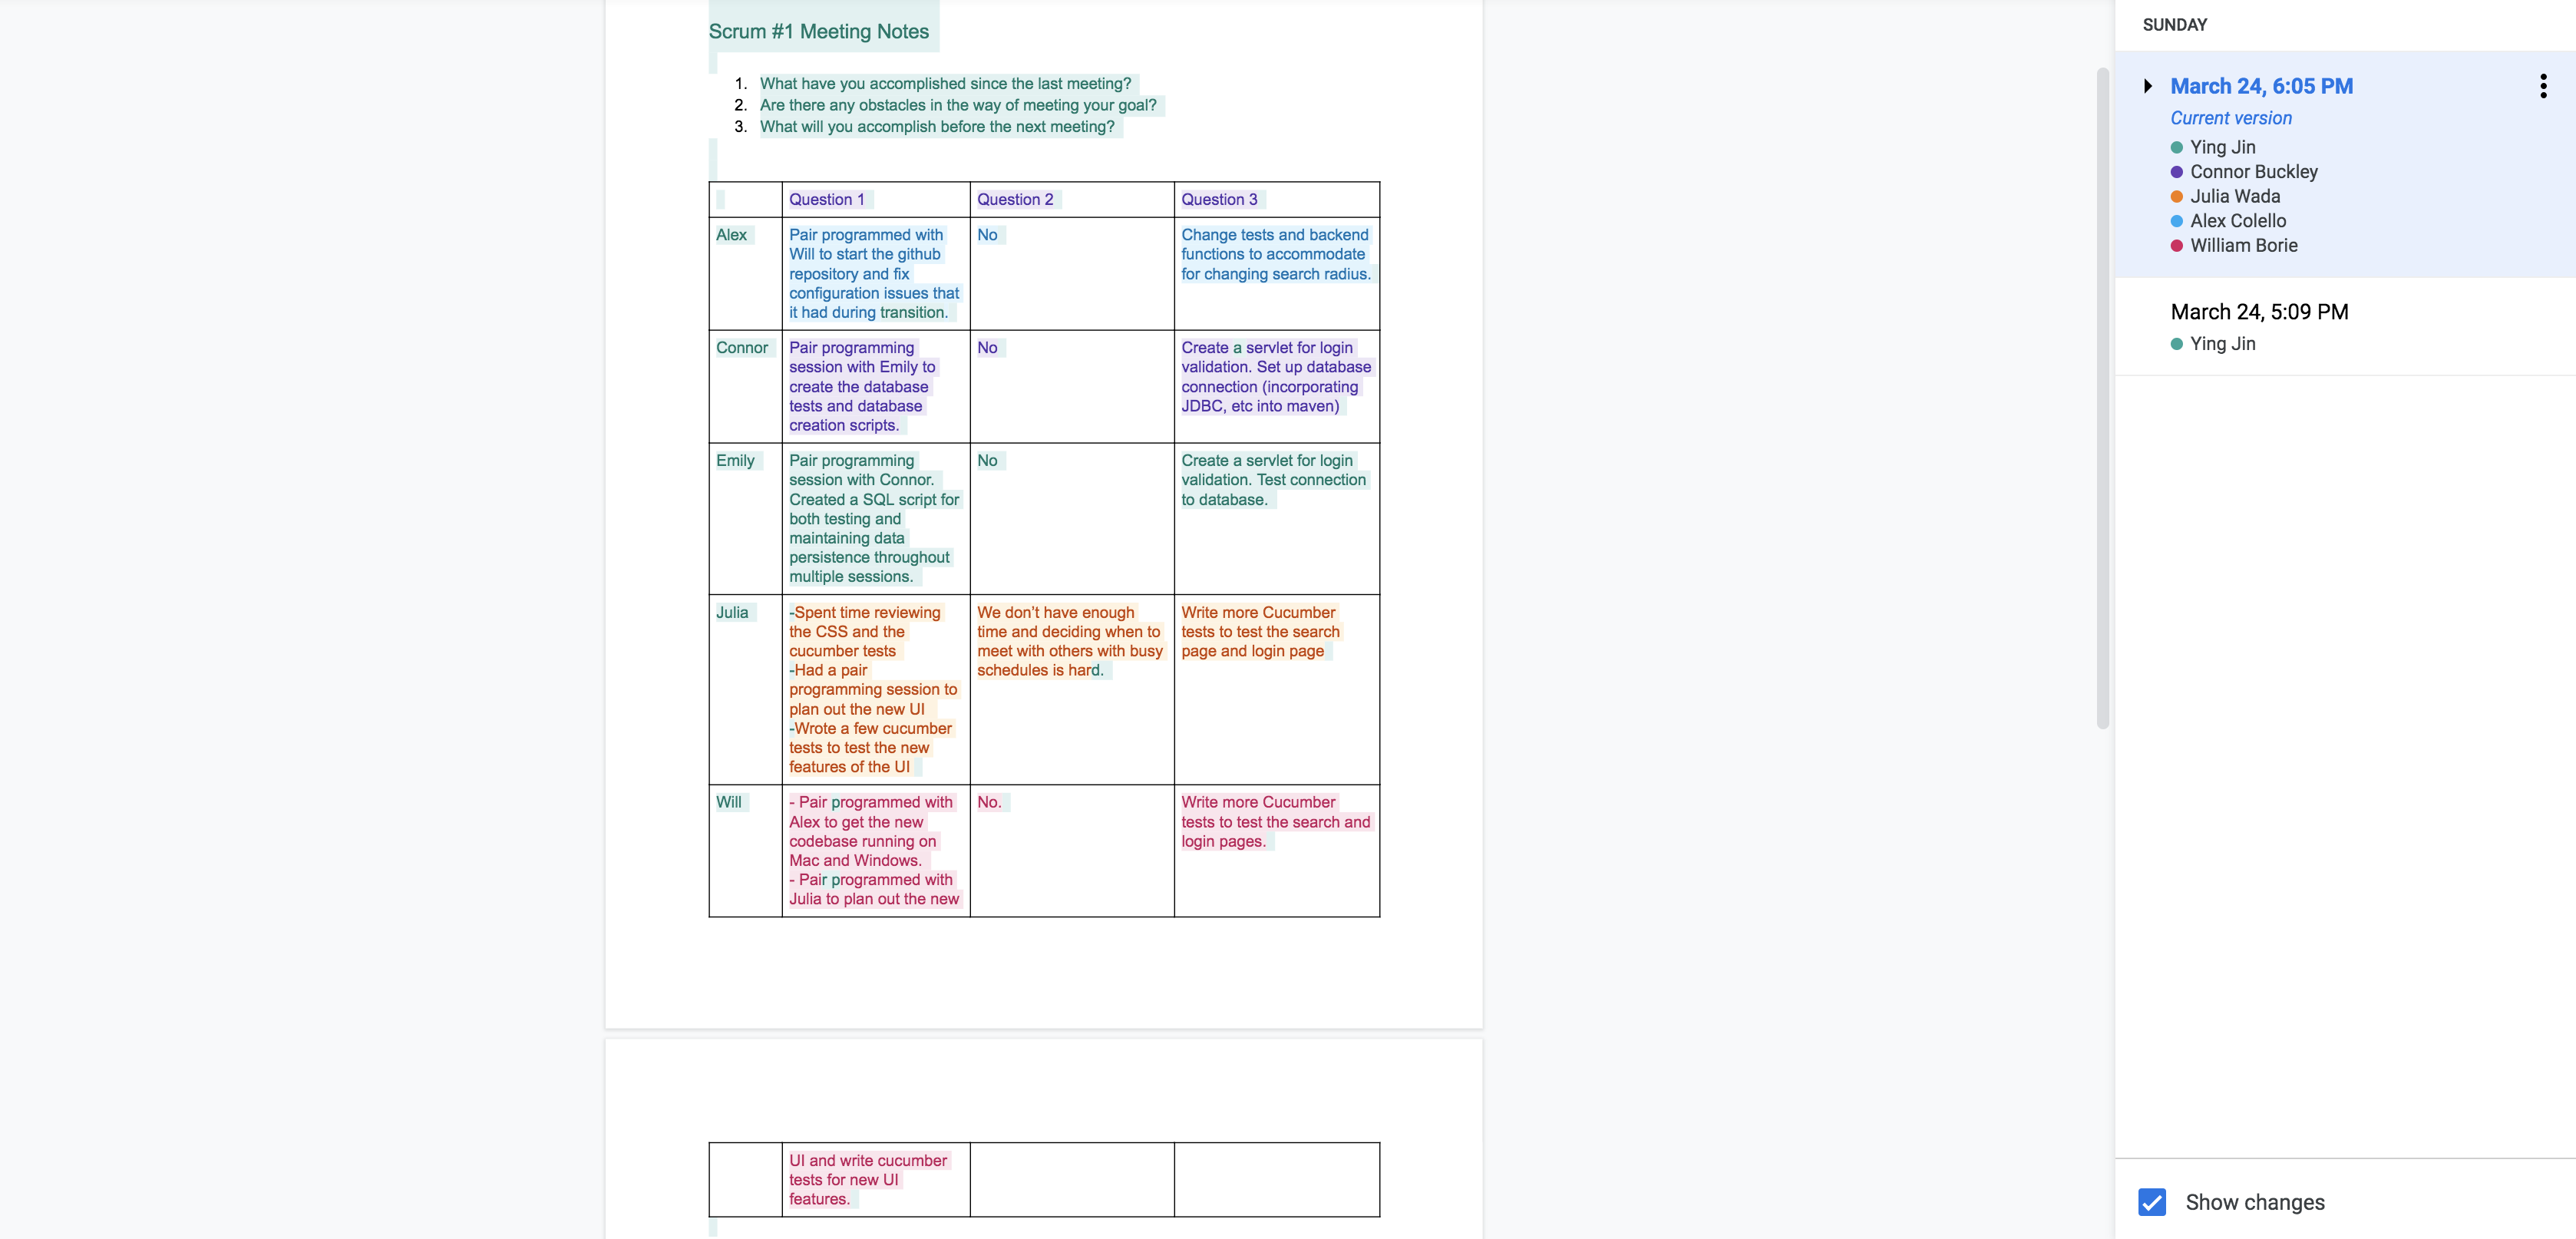 Scrum #1 Meeting Notes
1. What have you accomplished since the last meeting?
2. Are there any obstacles in the way of meeting your goal?
3. What will you accomplish before the next meeting?
Question 1
Question 2
Question 3
Alex
Pair programmed with
Will to start the github
repository and fix
configuration issues that
it had during transition.
No
Change tests and backend
functions to accommodate
for changing search radius.
Connor
Pair programming
session with Emily to
create the database
tests and database
creation scripts.
No
Create a servlet for login
validation. Set up database
connection (incorporating
JDBC, etc into maven)
Emily
Pair programming
session with Connor.
Created a SQL script for
both testing and
maintaining data
persistence throughout
multiple sessions.
No
Create a servlet for login
validation. Test connection
to database.
Julia
-Spent time reviewing
the CSS and the
cucumber tests
-Had a pair
programming session to
plan out the new UI
-Wrote a few cucumber
tests to test the new
features of the UI
We don't have enough
time and deciding when to
meet with others with busy
schedules is hard.
Write more Cucumber
tests to test the search
page and login page
Will
- Pair programmed with
Alex to get the new
codebase running on
Mac and Windows.
- Pair programmed with
Julia to plan out the new
No.
Write more Cucumber
tests to test the search and
login pages.
UI and write cucumber
tests for new UI
features.
SUNDAY
March 24, 6:05 PM
Current version
Ying Jin
Connor Buckley
Julia Wada
Alex Colello
William Borie
March 24, 5:09 PM
Ying Jin
Show changes